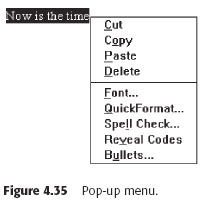 Now is the time
Cut
Copy
Paste
Delete
Font...
QuickFormat...
Spell Check...
Reveal Codes
Bullets...
Figure 4.35 Pop-up menu.